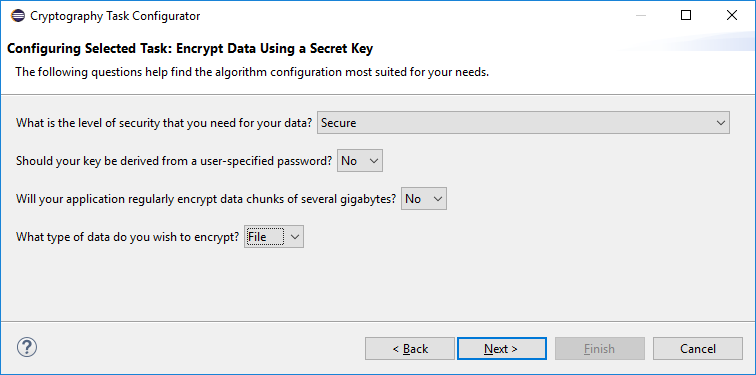 Cryptography Task Configurator
Configuring Selected Task: Encrypt Data Using a Secret Key
The following questions help find the algorithm configuration most suited for your needs.
What is the level of security that you need for your data? Secure
Should your key be derived from a user-specified password? No
Will your application regularly encrypt data chunks of several gigabytes? No
What type of data do you wish to encrypt? File
? < Back Next > Finish Cancel